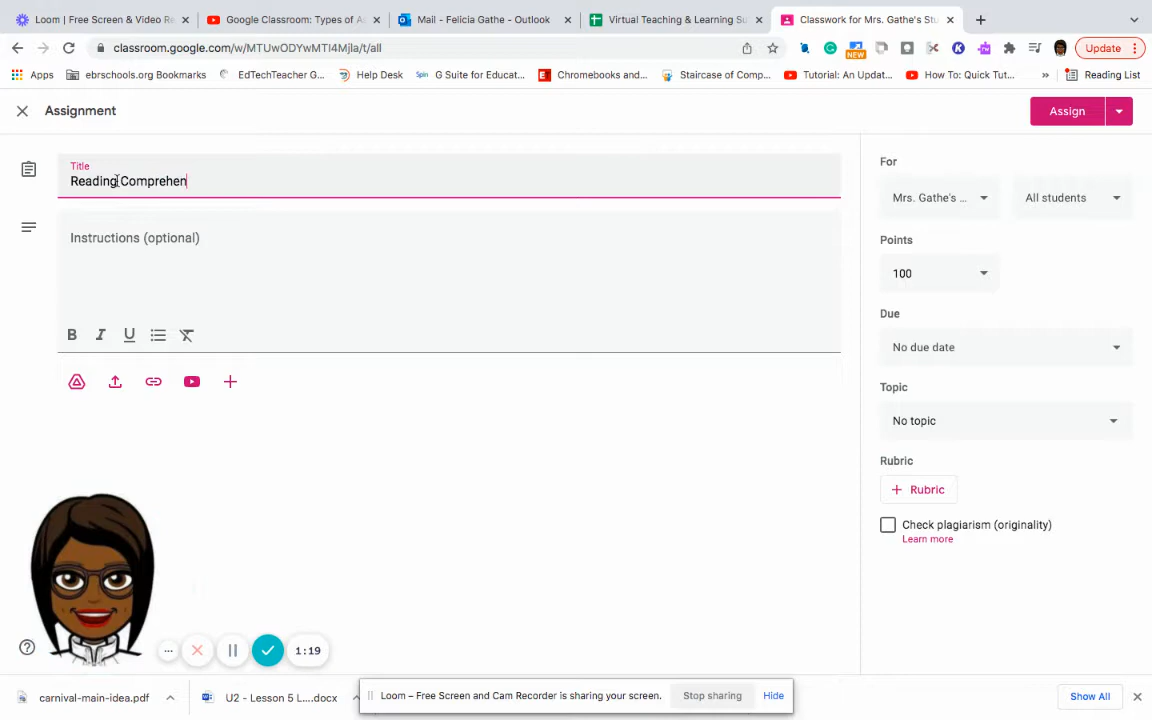 Loom | Free Screen & Video Re
Google Classroom: Types of As
Mail - Felicia Gathe - Outlook
Virtual Teaching & Learning Su
Classwork for Mrs. Gathe's Stu
classroom.google.com/w/MTUwODYwMTI4Mjla/t/all
NEW
Update
Apps
ebrschools.org Bookmarks
EdTechTeacher G...
Help Desk
Spin
G Suite for Educat...
Chromebooks and...
Staircase of Comp...
Tutorial: An Updat...
How To: Quick Tut...
»
Reading List
Assignment
Assign
Title
Reading Comprehen
Instructions (optional)
B I U
For
Mrs. Gathe's ...
All students
Points
100
Due
No due date
Topic
No topic
Rubric
+ Rubric
Check plagiarism (originality)
Learn more
1:19
carnival-main-idea.pdf
U2 - Lesson 5 L....docx
Loom – Free Screen and Cam Recorder is sharing your screen.
Stop sharing
Hide
Show All